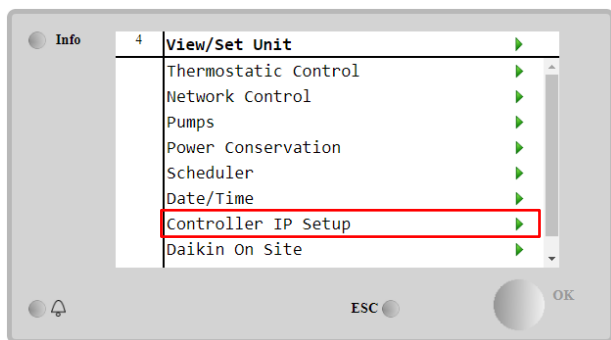 Info
4 View/Set Unit
Thermostatic Control
Network Control
Pumps
Power Conservation
Scheduler
Date/Time
Controller IP Setup
Daikin On Site
ESC
OK